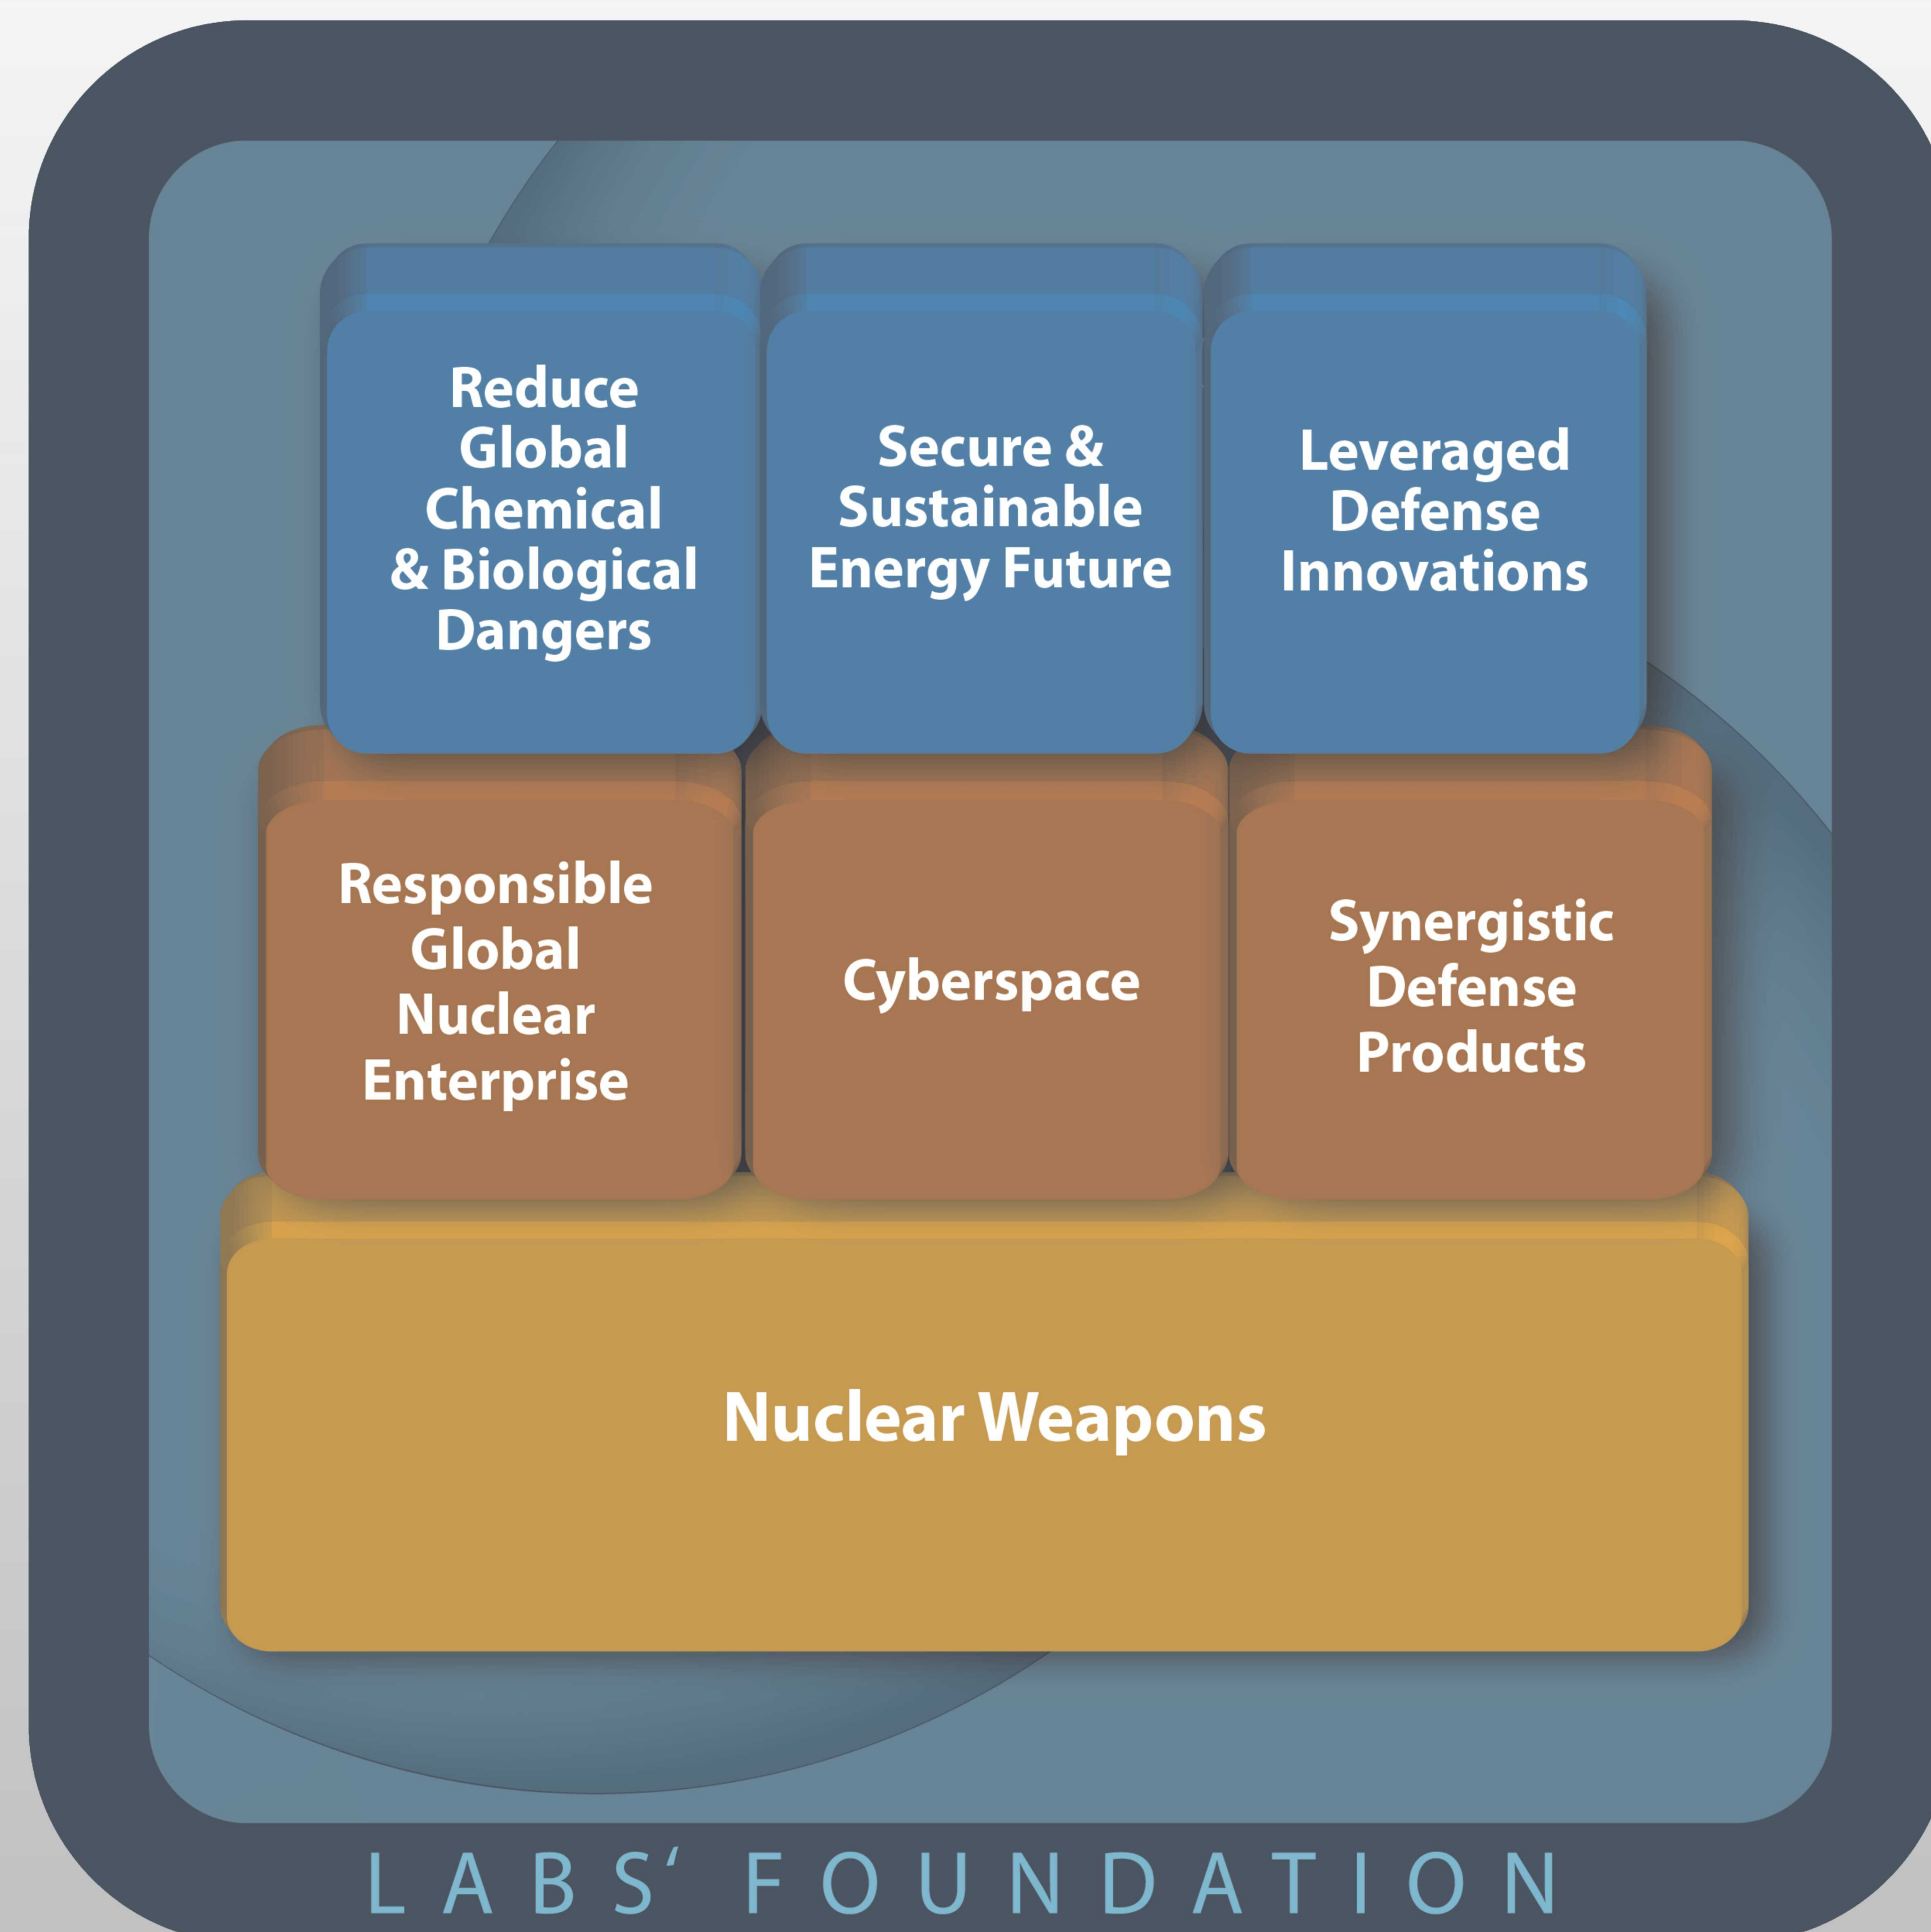 Reduce
Global
Chemical
& Biological
Dangers
Secure &
Sustainable
Energy Future
Leveraged
Defense
Innovations
Responsible
Global
Nuclear
Enterprise
Cyberspace
Synergistic
Defense
Products
Nuclear Weapons
LABS‘ FOUNDATION